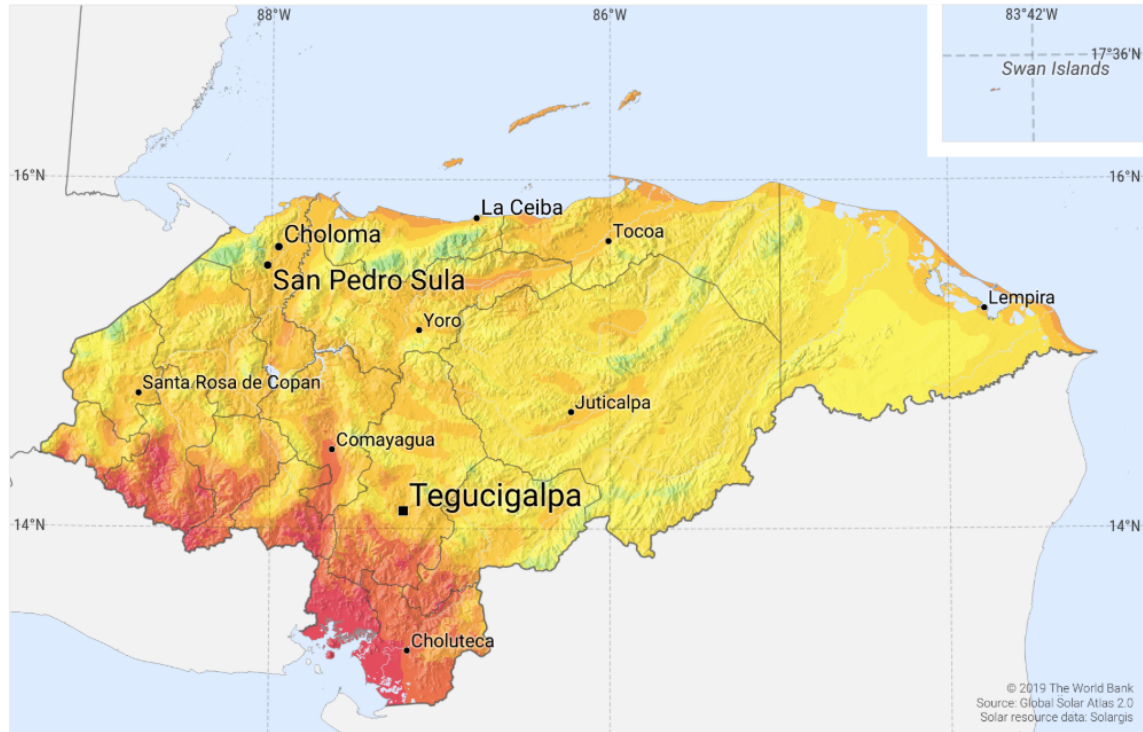 88°W
86°W
83°42'W
17°36'N
Swan Islands
16°N
16°N
La Ceiba
Choloma
Tocoa
San Pedro Sula
Lempira
Yoro
Santa Rosa de Copan
Juticalpa
Comayagua
Tegucigalpa
14°N
14°N
Choluteca
© 2019 The World Bank
Source: Global Solar Atlas 2.0
Solar resource data: Solargis